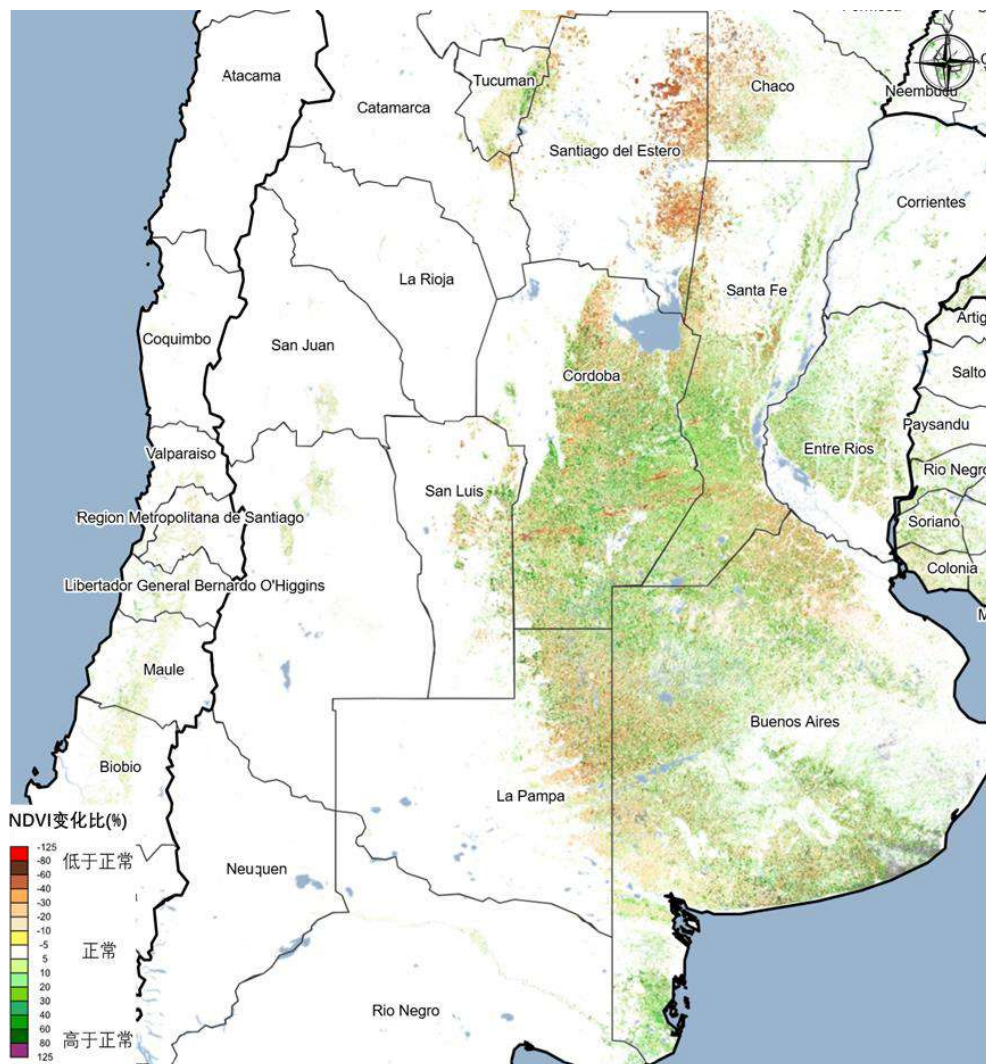 Atacama
Tucuman
Catamarca
Chaco
Neembucu
Santiago del Estero
Corrientes
La Rioja
Santa Fe
Artig
Coquimbo
San Juan
Cordoba
Salto
Paysandu
Valparaiso
Entre Rios
Rio Negro
San Luis
Region Metropolitana de Santiago
Soriano
Libertador General Bernardo O'Higgins
Colonia
M
Maule
Buenos Aires
Biobio
La Pampa
NDVI变化比(%)
-125
-80
低于正常
-60
-40
-30
-20
-10
-5
正常
5
10
20
30
40
60
80
高于正常
125
Neuquen
Rio Negro